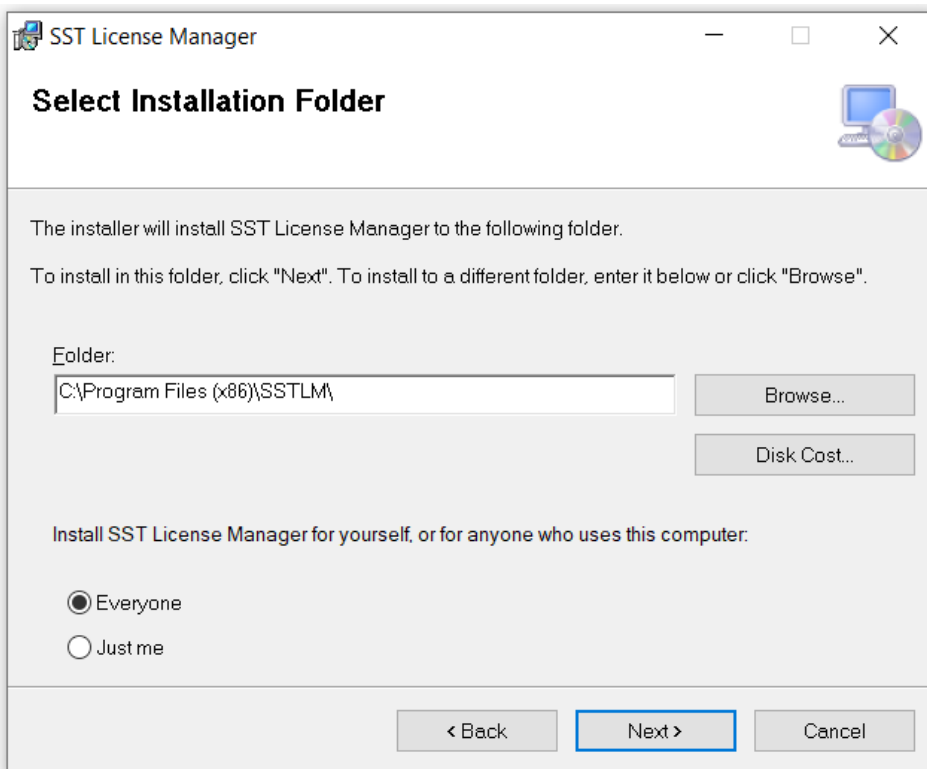 SST License Manager
Select Installation Folder
The installer will install SST License Manager to the following folder.
To install in this folder, click "Next". To install to a different folder, enter it below or click "Browse".
Folder:
C:\Program Files (x86)\SSTLM\
Browse...
Disk Cost...
Install SST License Manager for yourself, or for anyone who uses this computer:
Everyone
Just me
< Back
Next >
Cancel